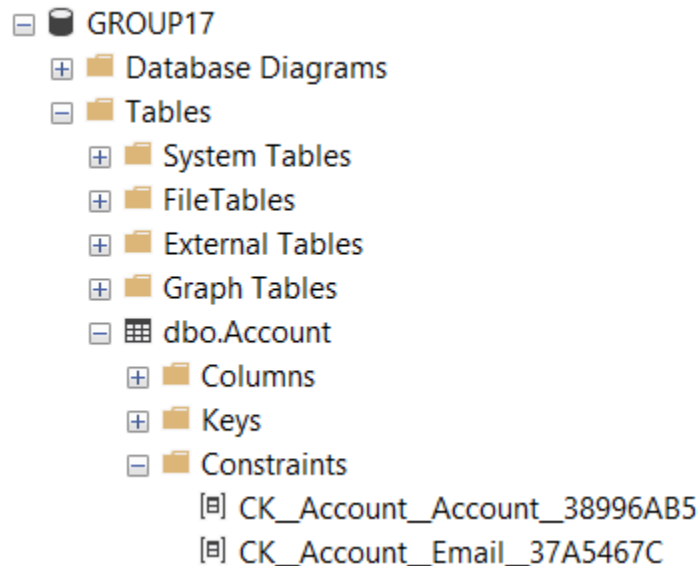 GROUP17
Database Diagrams
Tables
System Tables
FileTables
External Tables
Graph Tables
dbo.Account
Columns
Keys
Constraints
CK__Account__Account__38996AB5
CK__Account__Email__37A5467C